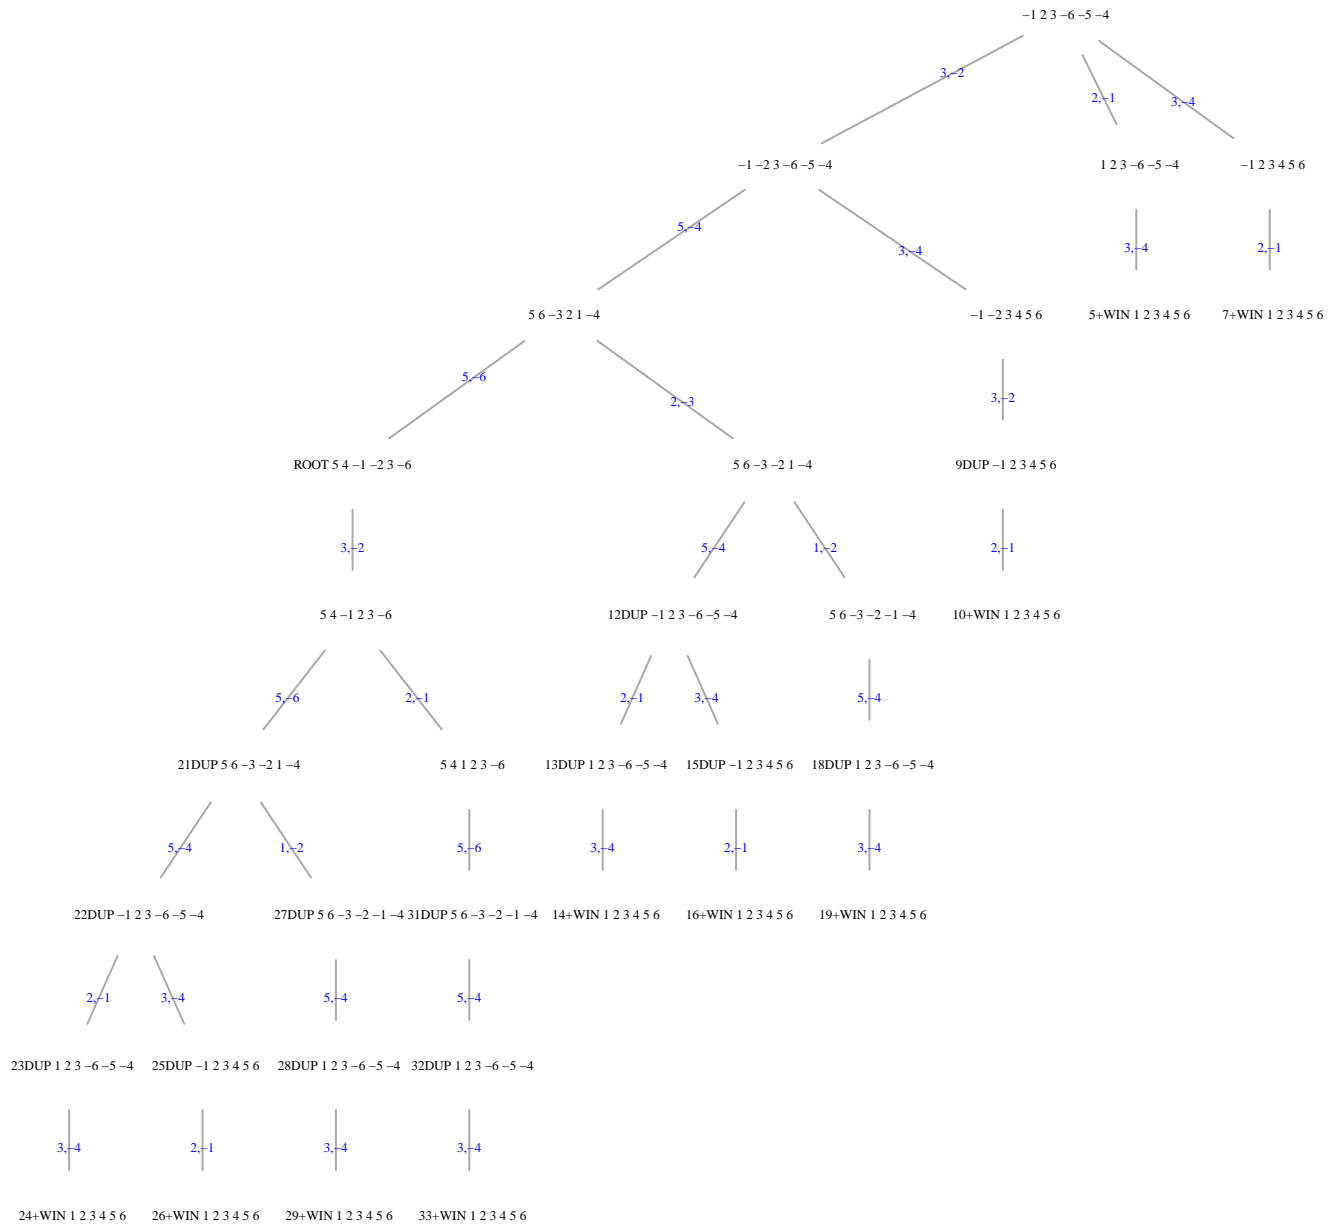 −1 2 3 −6 −5 −4
3,−2
2,−1
3,−4
−1 −2 3 −6 −5 −4
1 2 3 −6 −5 −4
−1 2 3 4 5 6
5,−4
3,−4
3,−4
2,−1
5 6 −3 2 1 −4
−1 −2 3 4 5 6
5+WIN 1 2 3 4 5 6
7+WIN 1 2 3 4 5 6
5,−6
2,−3
3,−2
ROOT 5 4 −1 −2 3 −6
5 6 −3 −2 1 −4
9DUP −1 2 3 4 5 6
3,−2
5,−4
1,−2
2,−1
5 4 −1 2 3 −6
12DUP −1 2 3 −6 −5 −4
5 6 −3 −2 −1 −4
10+WIN 1 2 3 4 5 6
5,−6
2,−1
2,−1
3,−4
5,−4
21DUP 5 6 −3 −2 1 −4
5 4 1 2 3 −6
13DUP 1 2 3 −6 −5 −4
15DUP −1 2 3 4 5 6
18DUP 1 2 3 −6 −5 −4
5,−4
1,−2
5,−6
3,−4
2,−1
3,−4
22DUP −1 2 3 −6 −5 −4
27DUP 5 6 −3 −2 −1 −4
31DUP 5 6 −3 −2 −1 −4
14+WIN 1 2 3 4 5 6
16+WIN 1 2 3 4 5 6
19+WIN 1 2 3 4 5 6
2,−1
3,−4
5,−4
5,−4
23DUP 1 2 3 −6 −5 −4
25DUP −1 2 3 4 5 6
28DUP 1 2 3 −6 −5 −4
32DUP 1 2 3 −6 −5 −4
3,−4
2,−1
3,−4
3,−4
24+WIN 1 2 3 4 5 6
26+WIN 1 2 3 4 5 6
29+WIN 1 2 3 4 5 6
33+WIN 1 2 3 4 5 6